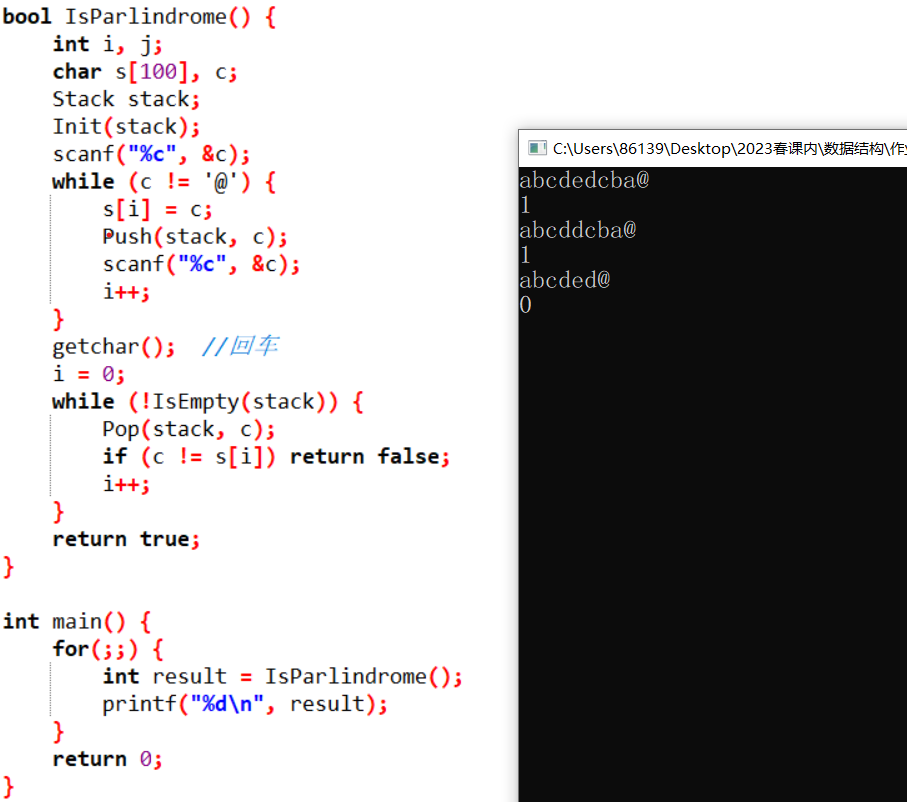 bool IsParlindrome() {
    int i, j;
    char s[100], c;
    Stack stack;
    Init(stack);
    scanf("%c", &c);
    while (c != '@') {
        s[i] = c;
        Push(stack, c);
        scanf("%c", &c);
        i++;
    }
    getchar();  //回车
    i = 0;
    while (!IsEmpty(stack)) {
        Pop(stack, c);
        if (c != s[i]) return false;
        i++;
    }
    return true;
}

int main() {
    for(;;) {
        int result = IsParlindrome();
        printf("%d\n", result);
    }
    return 0;
}
C:\Users\86139\Desktop\2023春课内\数据结构\作
abcdedcba@
1
abcddcba@
1
abcded@
0